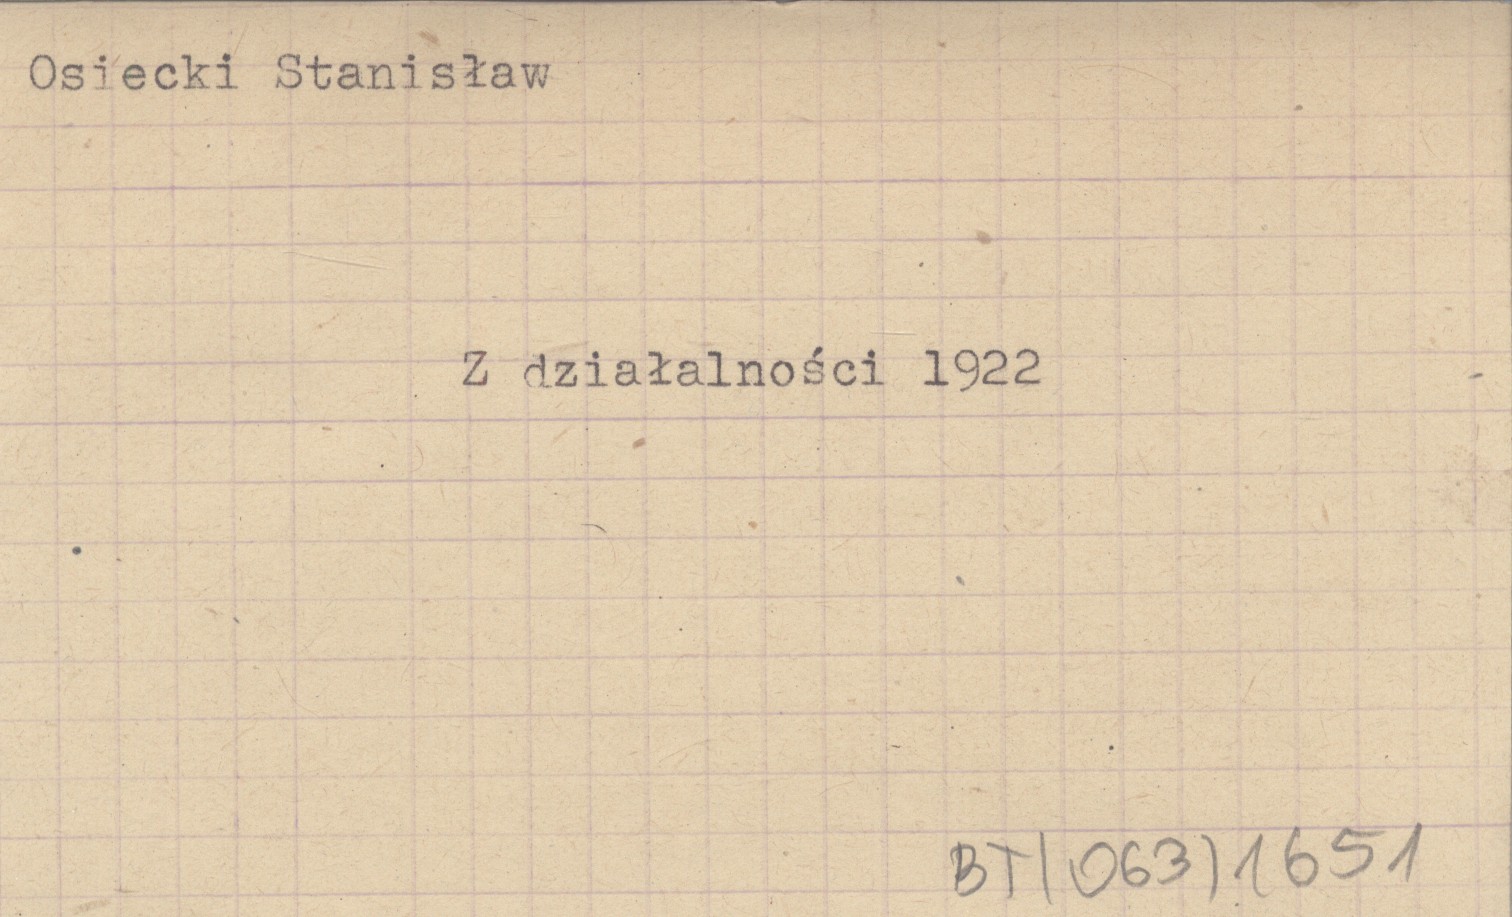 Osiecki Stanisław
Z działalności 1922
BT/063/1651